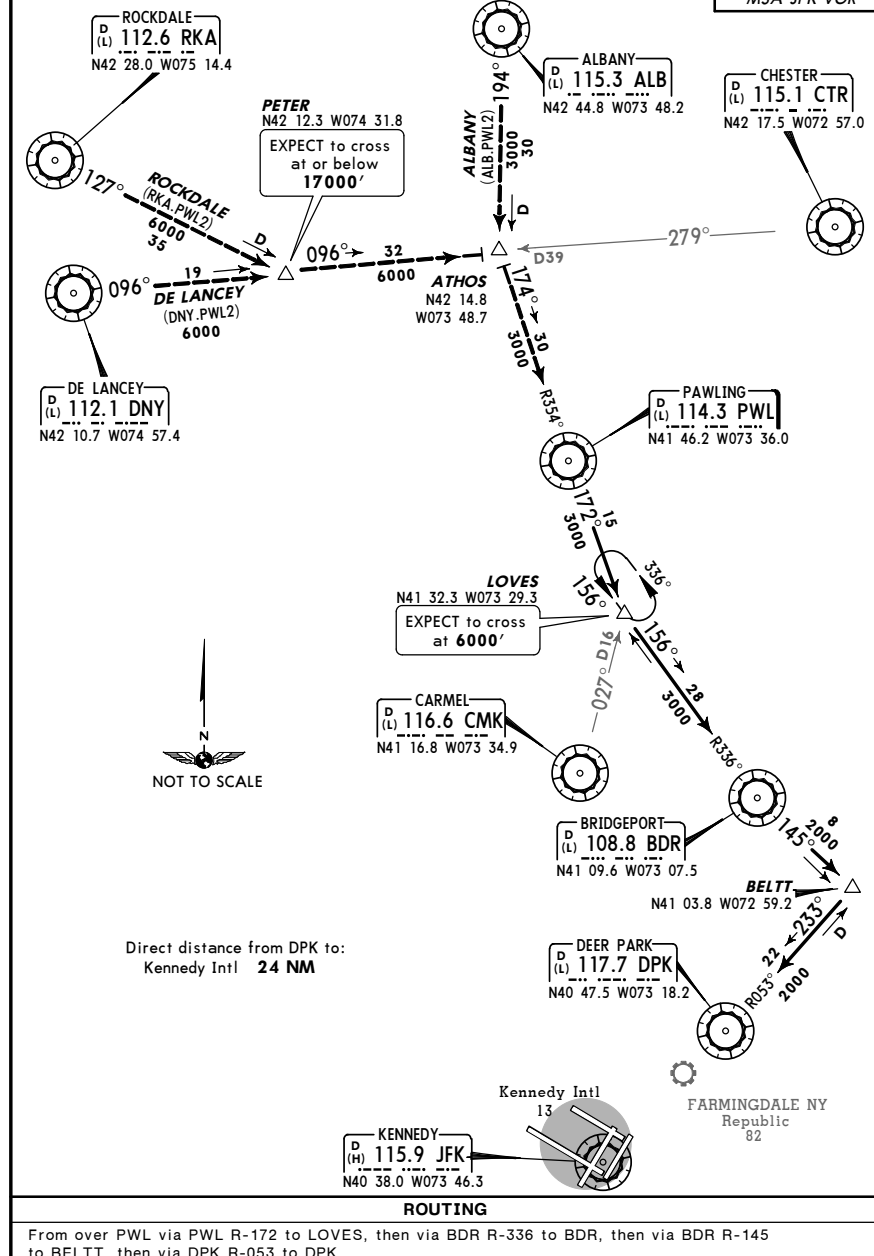 MSA JFK VOR
ROCKDALE
D
(L) 112.6 RKA
N42 28.0 W075 14.4
ALBANY
D
(L) 115.3 ALB
N42 44.8 W073 48.2
CHESTER
D
(L) 115.1 CTR
N42 17.5 W072 57.0
PETER
N42 12.3 W074 31.8
EXPECT to cross
at or below
17000'
194°
ALBANY
(ALB.PWL2)
3000
30
D
127°
ROCKDALE
(RKA.PWL2)
6000
35
D
279°
D39
096°
32
6000
096°
19
DE LANCEY
(DNY.PWL2)
6000
ATHOS
N42 14.8
W073 48.7
174°
30
3000
R354°
DE LANCEY
D
(L) 112.1 DNY
N42 10.7 W074 57.4
PAWLING
D
(L) 114.3 PWL
N41 46.2 W073 36.0
172°
15
3000
LOVES
N41 32.3 W073 29.3
EXPECT to cross
at 6000'
156°
336°
156°
28
3000
R336°
D16
027°
CARMEL
D
(L) 116.6 CMK
N41 16.8 W073 34.9
N
NOT TO SCALE
BRIDGEPORT
D
(L) 108.8 BDR
N41 09.6 W073 07.5
8
2000
145°
BELTT
N41 03.8 W072 59.2
233°
D
22
2000
R053°
Direct distance from DPK to:
Kennedy Intl 24 NM
DEER PARK
D
(L) 117.7 DPK
N40 47.5 W073 18.2
Kennedy Intl
13
FARMINGDALE NY
Republic
82
KENNEDY
D
(H) 115.9 JFK
N40 38.0 W073 46.3
ROUTING
From over PWL via PWL R-172 to LOVES, then via BDR R-336 to BDR, then via BDR R-145
to BELTT, then via DPK R-053 to DPK